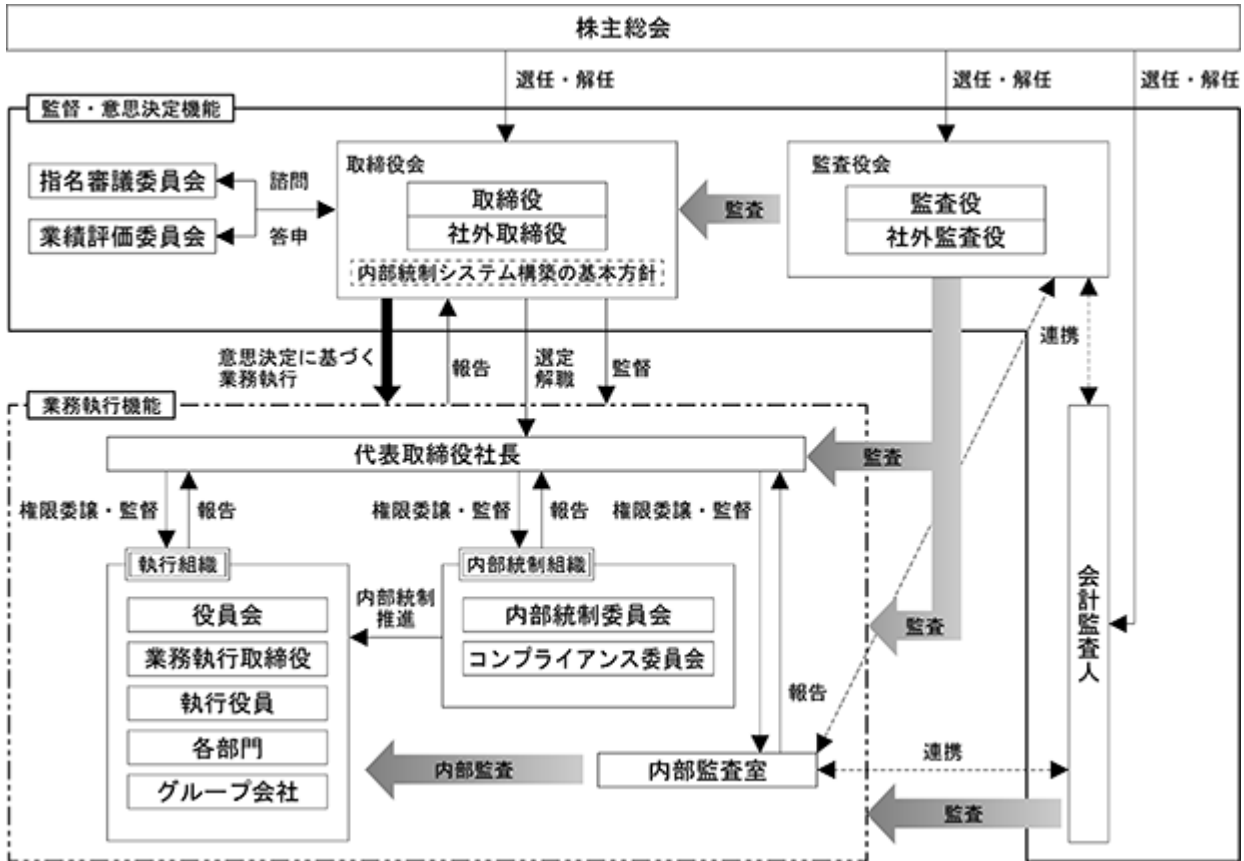 株主総会
選任・解任
選任・解任
選任・解任
監督・意思決定機能
指名審議委員会
業績評価委員会
諮問
答申
取締役会
取締役
社外取締役
内部統制システム構築の基本方針
監査
監査役会
監査役
社外監査役
意思決定に基づく
業務執行
報告
選定
解職
監督
連携
業務執行機能
代表取締役社長
監査
権限委譲・監督
報告
権限委譲・監督
報告
権限委譲・監督
執行組織
役員会
業務執行取締役
執行役員
各部門
グループ会社
内部統制
推進
内部統制組織
内部統制委員会
コンプライアンス委員会
監査
会計監査人
報告
内部監査
内部監査室
連携
監査